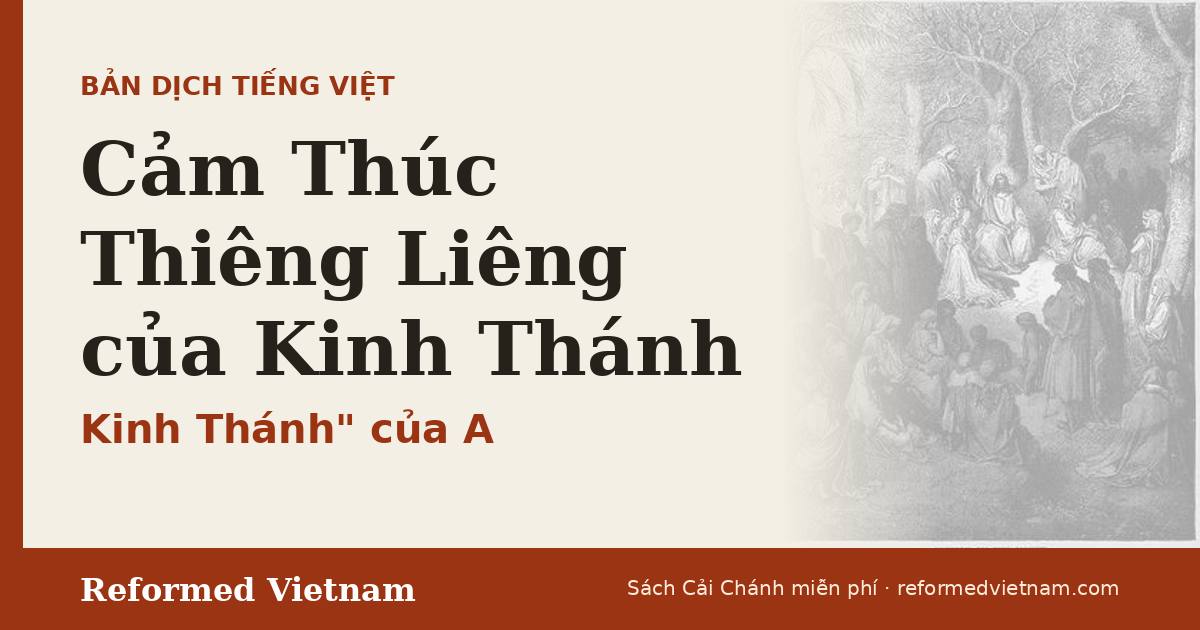 BẢN DỊCH TIẾNG VIỆT
Cảm Thúc
Thiêng Liêng
của Kinh Thánh
Kinh Thánh" của A
Reformed Vietnam
Sách Cải Chánh miễn phí · reformedvietnam.com